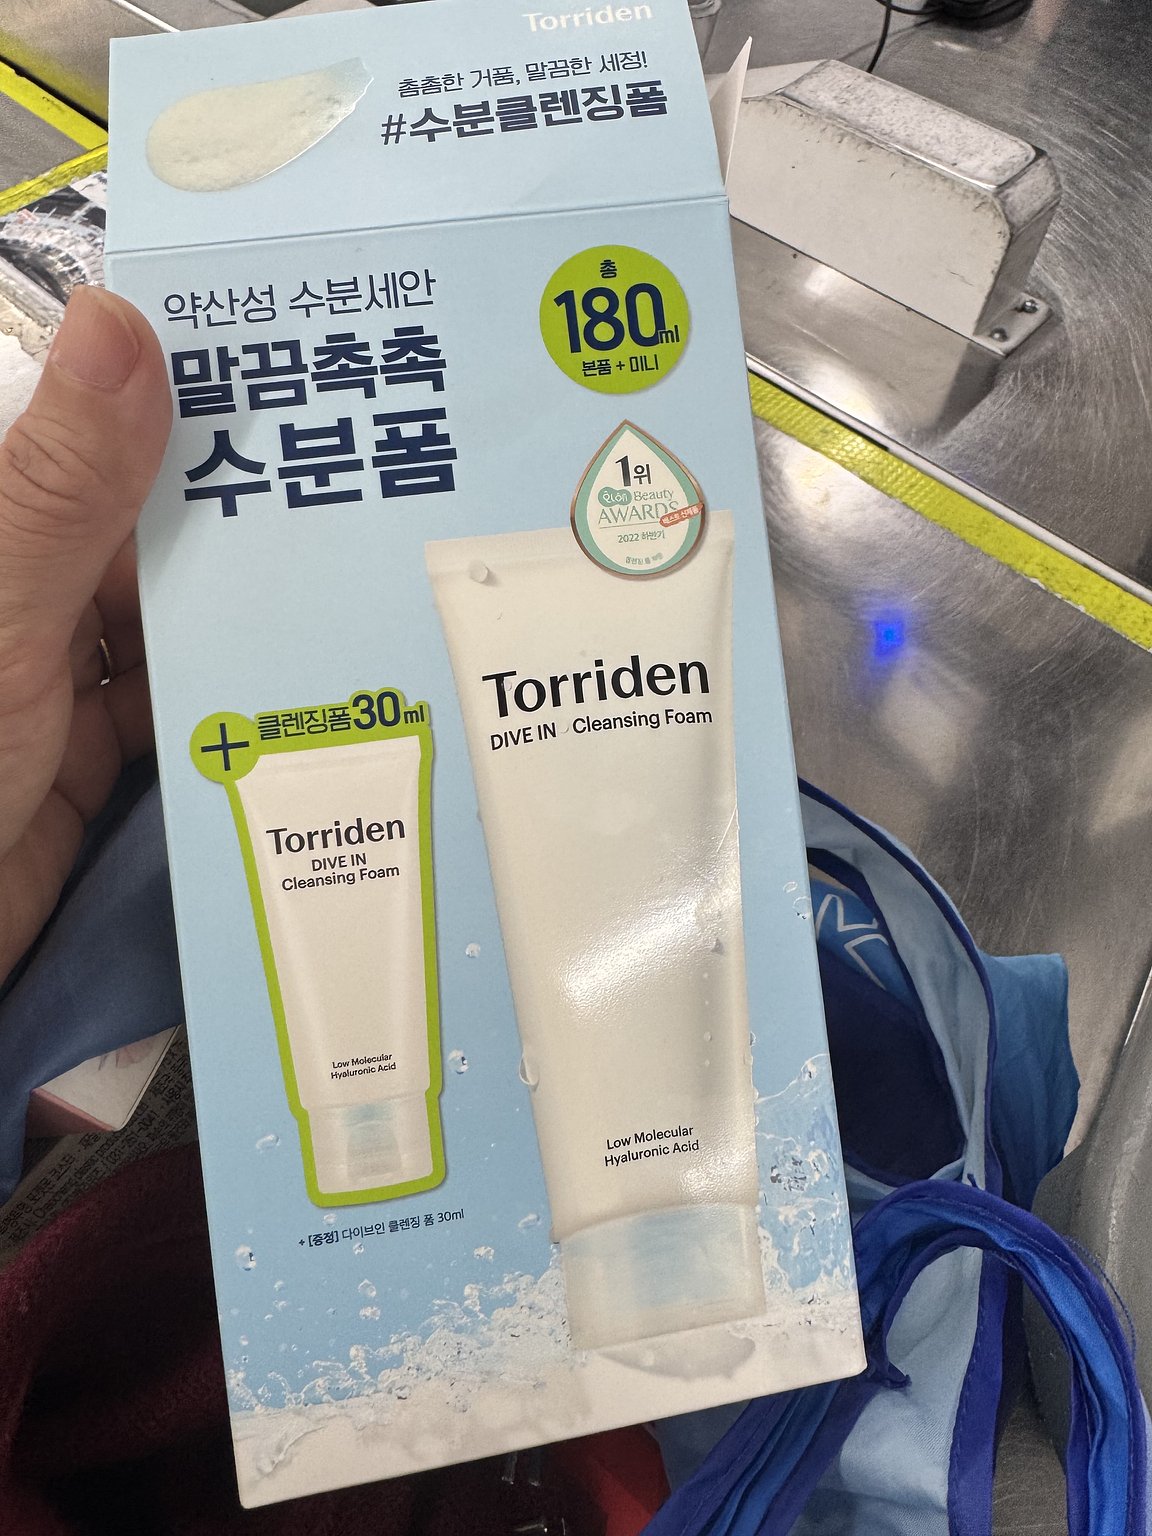 Torriden
촘촘한 거품, 말끔한 세정!
#수분클렌징폼
약산성 수분세안
말끔촉촉
수분폼
총
180ml
본품 + 미니
1위
Beauty
AWARDS
2022 하반기
Torriden
DIVE IN Cleansing Foam
Low Molecular
Hyaluronic Acid
+ 클렌징폼 30ml
Torriden
DIVE IN
Cleansing Foam
Low Molecular
Hyaluronic Acid
+ [증정] 다이브인 클렌징 폼 30ml